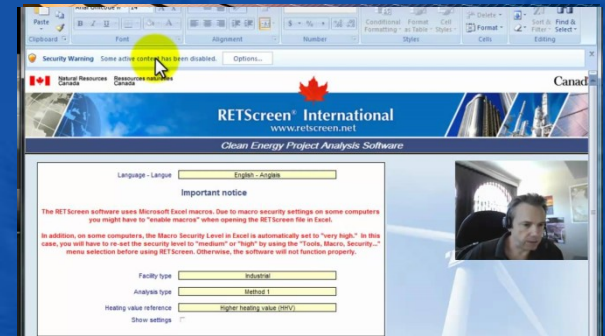 Paste
Clipboard
Font
Alignment
Number
Conditional Format Cell
Formatting as Table Styles
Styles
Delete
Format
Cells
Sort & Find &
Filter Select
Editing
Security Warning Some active content has been disabled. Options...
Natural Resources Ressources naturelles
Canada Canada
Canad
RETScreen® International
www.retscreen.net
Clean Energy Project Analysis Software
Language - Langue English - Anglais
Important notice
The RETScreen software uses Microsoft Excel macros. Due to macro security settings on some computers
you might have to "enable macros" when opening the RETScreen file in Excel.
In addition, on some computers, the Macro Security Level in Excel is automatically set to "very high." In this
case, you will have to re-set the security level to "medium" or "high" by using the "Tools, Macro, Security..."
menu selection before using RETScreen. Otherwise, the software will not function properly.
Facility type Industrial
Analysis type Method 1
Heating value reference Higher heating value (HHV)
Show settings